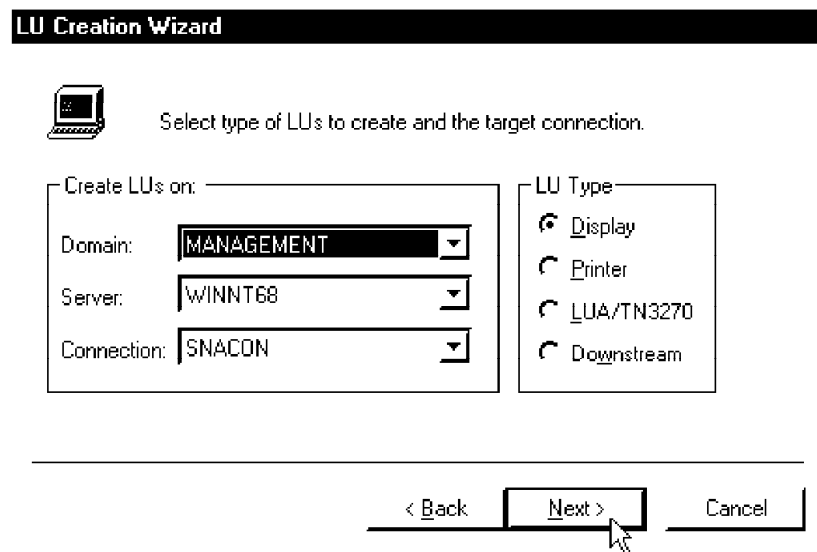 LU Creation Wizard
Select type of LUs to create and the target connection.
Create LUs on:
Domain: MANAGEMENT
Server: WINNT68
Connection: SNACON
LU Type
Display
Printer
LUA/TN3270
Downstream
< Back Next > Cancel